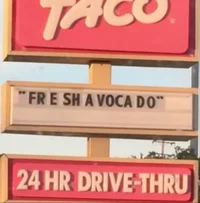 TACO
"FR E SH A VOCA DO"
24 HR DRIVE-THRU